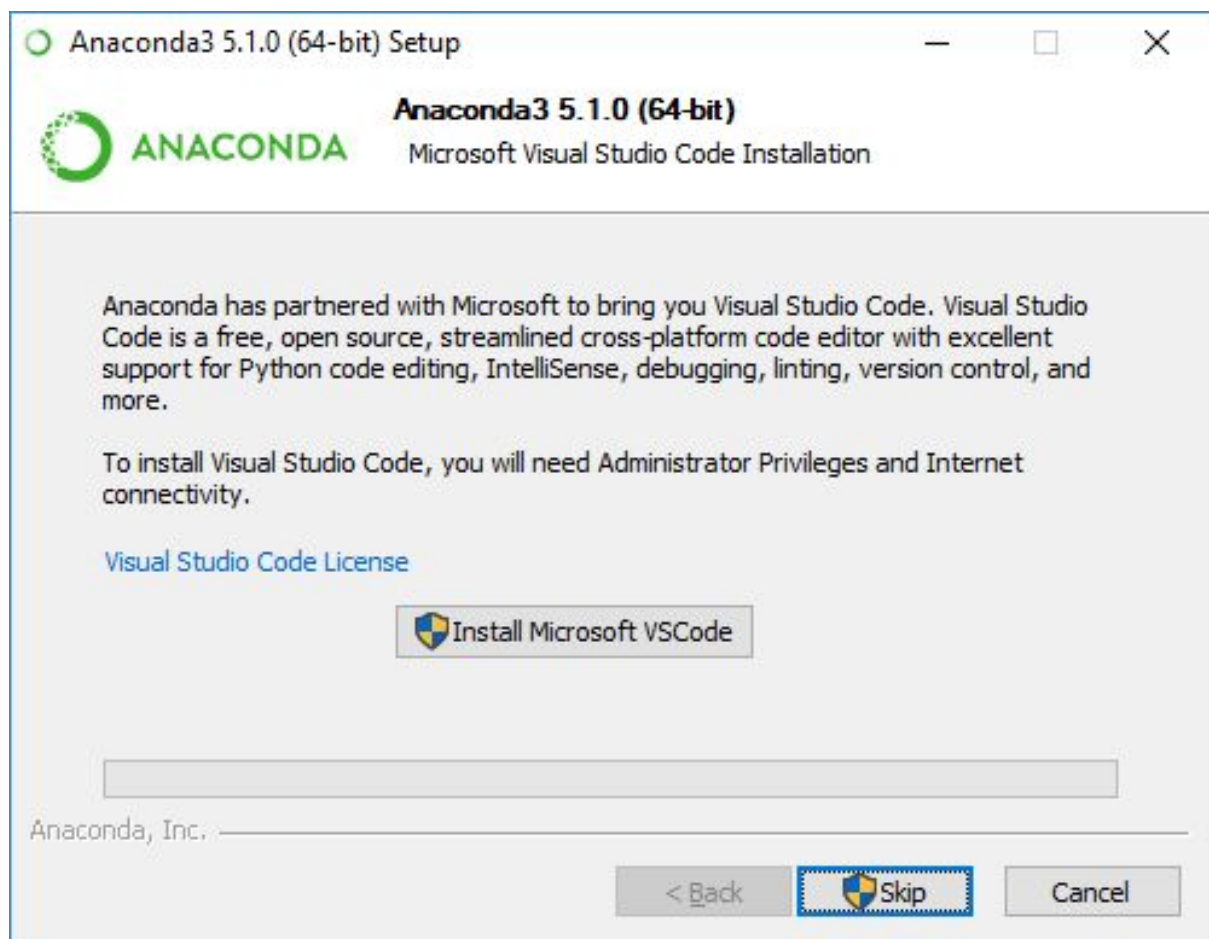 Anaconda3 5.1.0 (64-bit) Setup
ANACONDA
Anaconda3 5.1.0 (64-bit)
Microsoft Visual Studio Code Installation
Anaconda has partnered with Microsoft to bring you Visual Studio Code. Visual Studio
Code is a free, open source, streamlined cross-platform code editor with excellent
support for Python code editing, IntelliSense, debugging, linting, version control, and
more.
To install Visual Studio Code, you will need Administrator Privileges and Internet
connectivity.
Visual Studio Code License
Install Microsoft VSCode
Anaconda, Inc.
< Back
Skip
Cancel